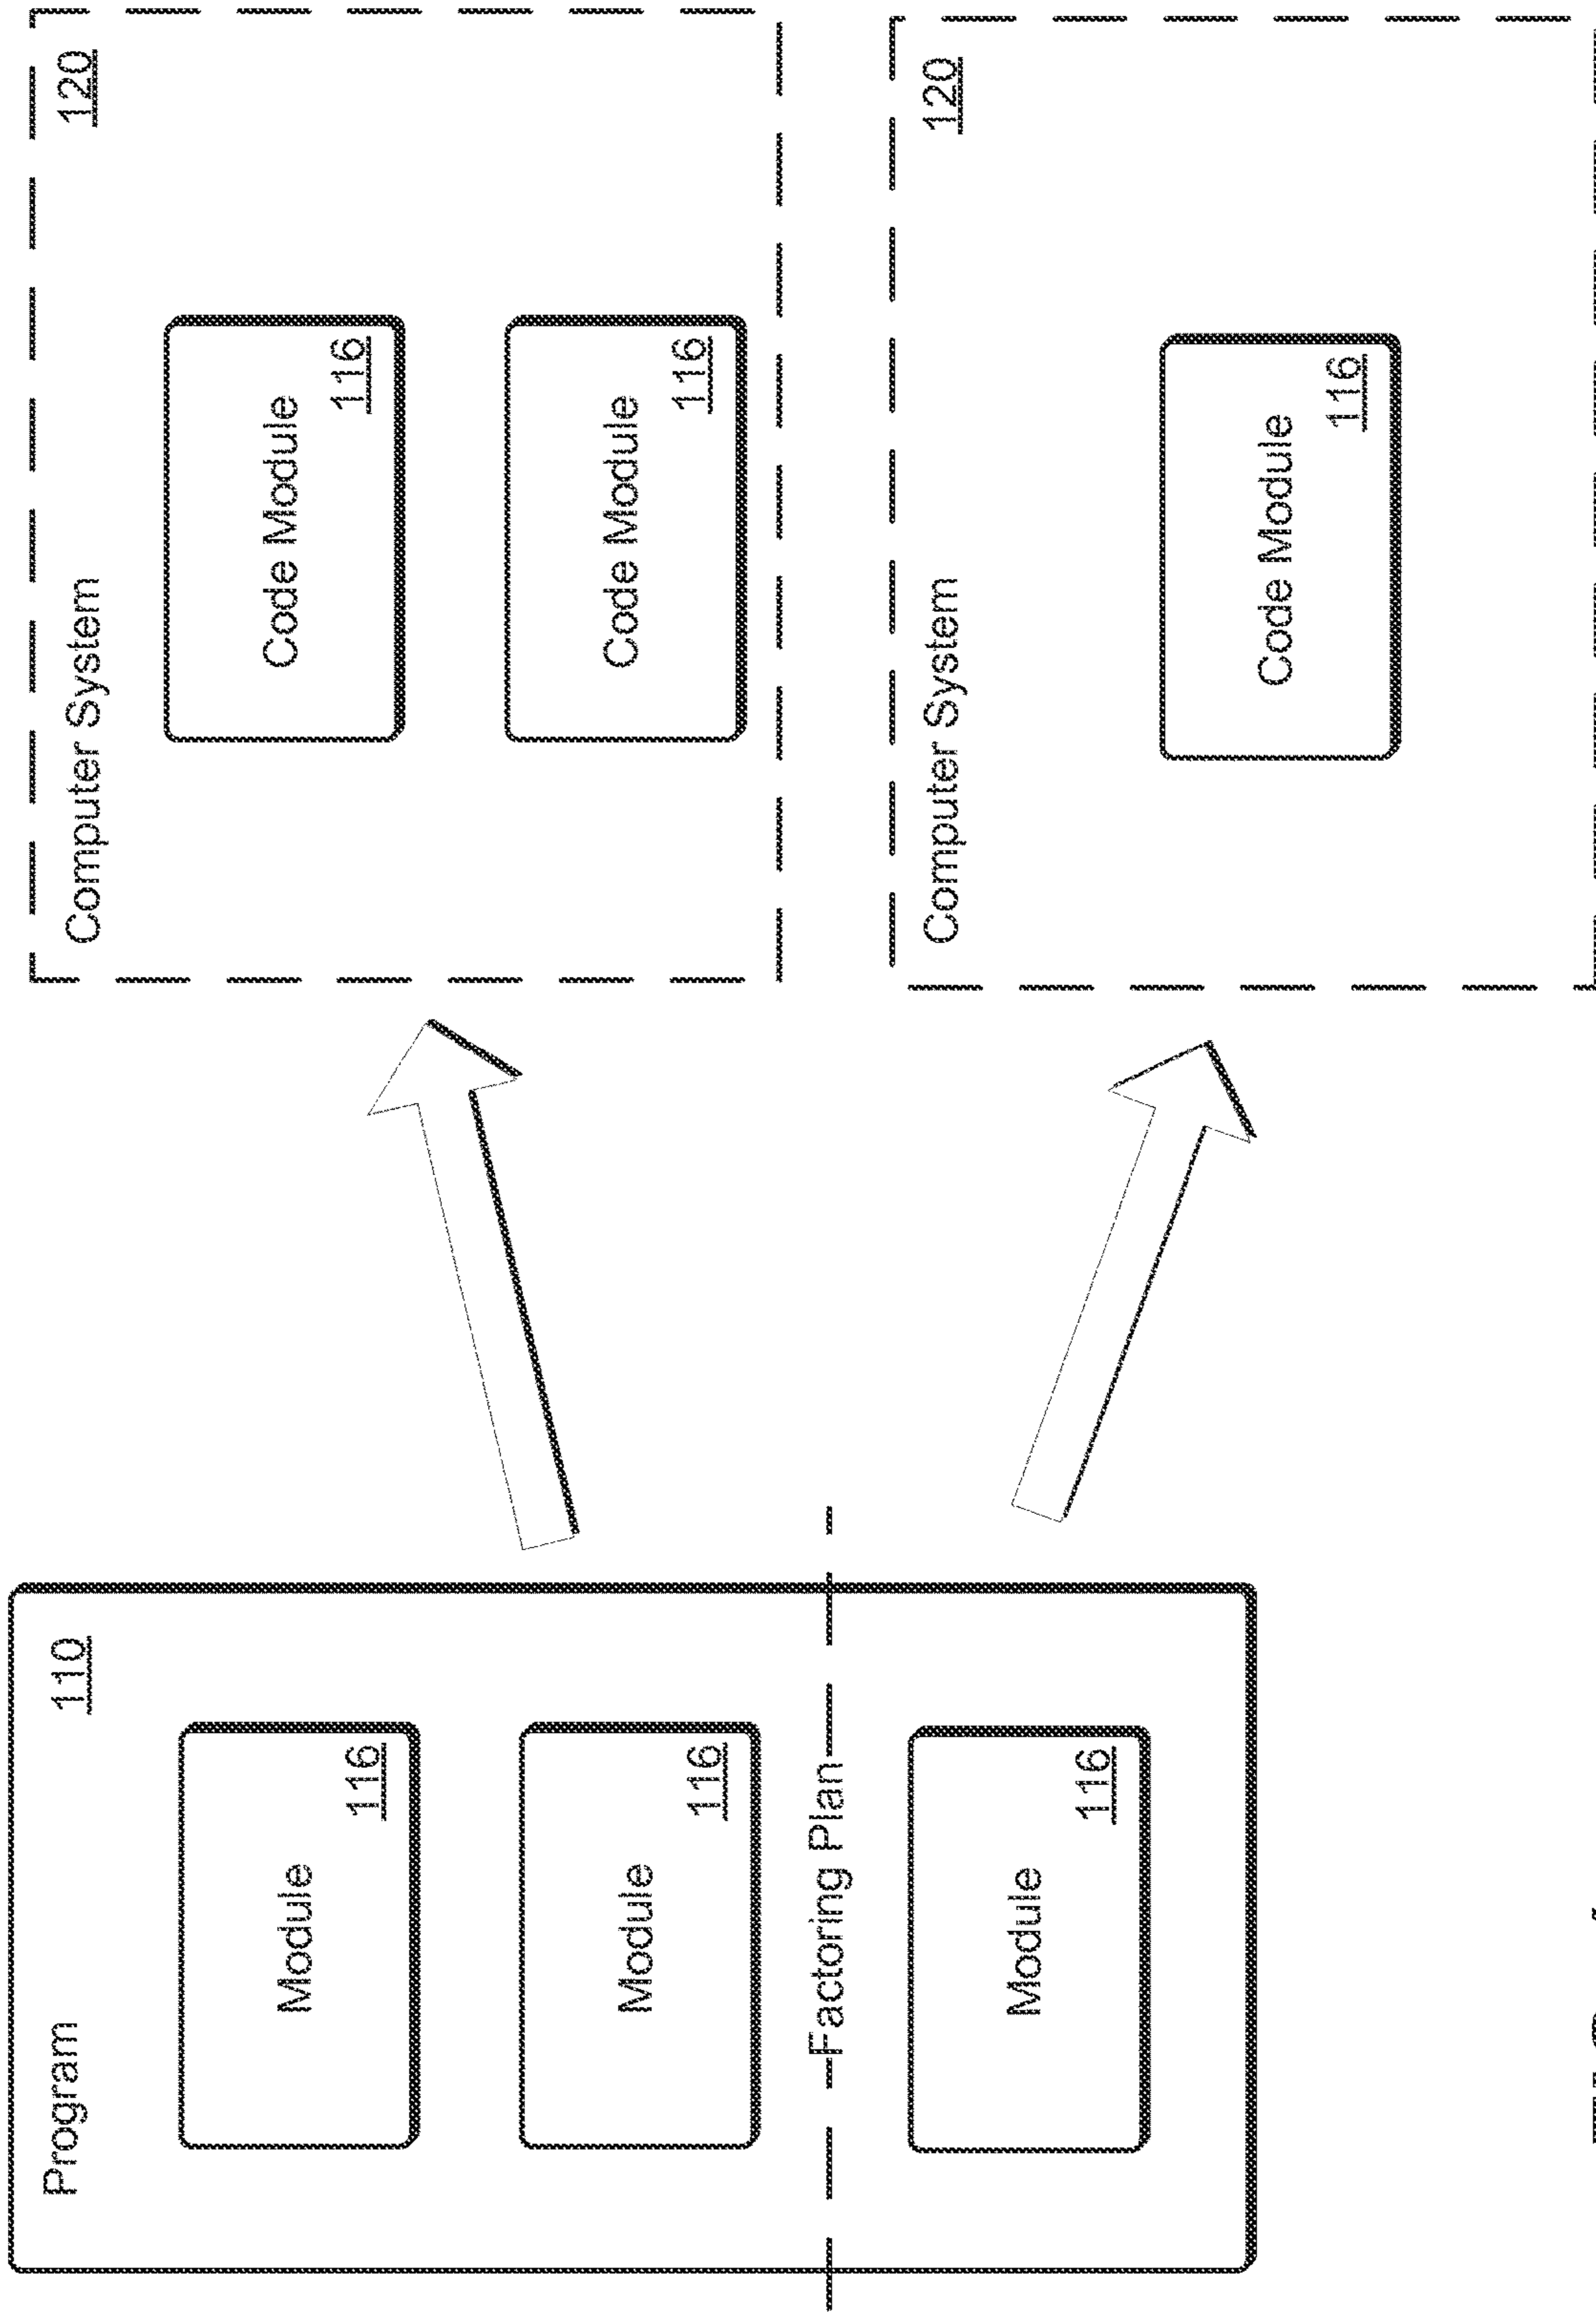 Program
110
Module
116
Module
116
Factoring Plan
Module
116
Computer System
120
Code Module
116
Code Module
116
Computer System
120
Code Module
116